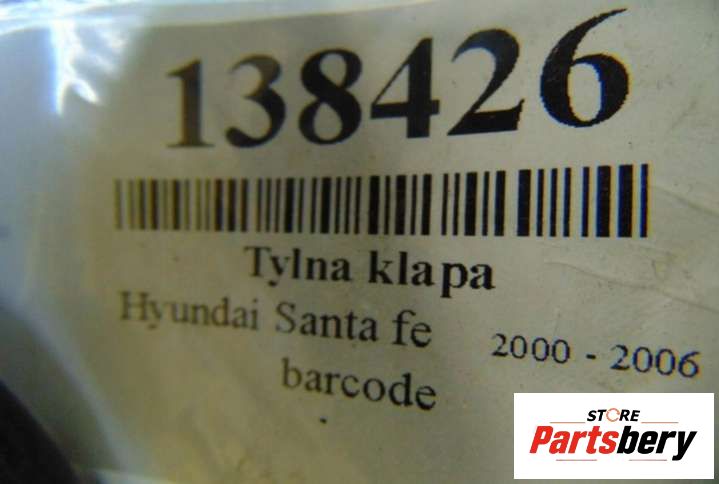 138426
Tylna klapa
Hyundai Santa fe 2000 - 2006
barcode
STORE
Partsbery